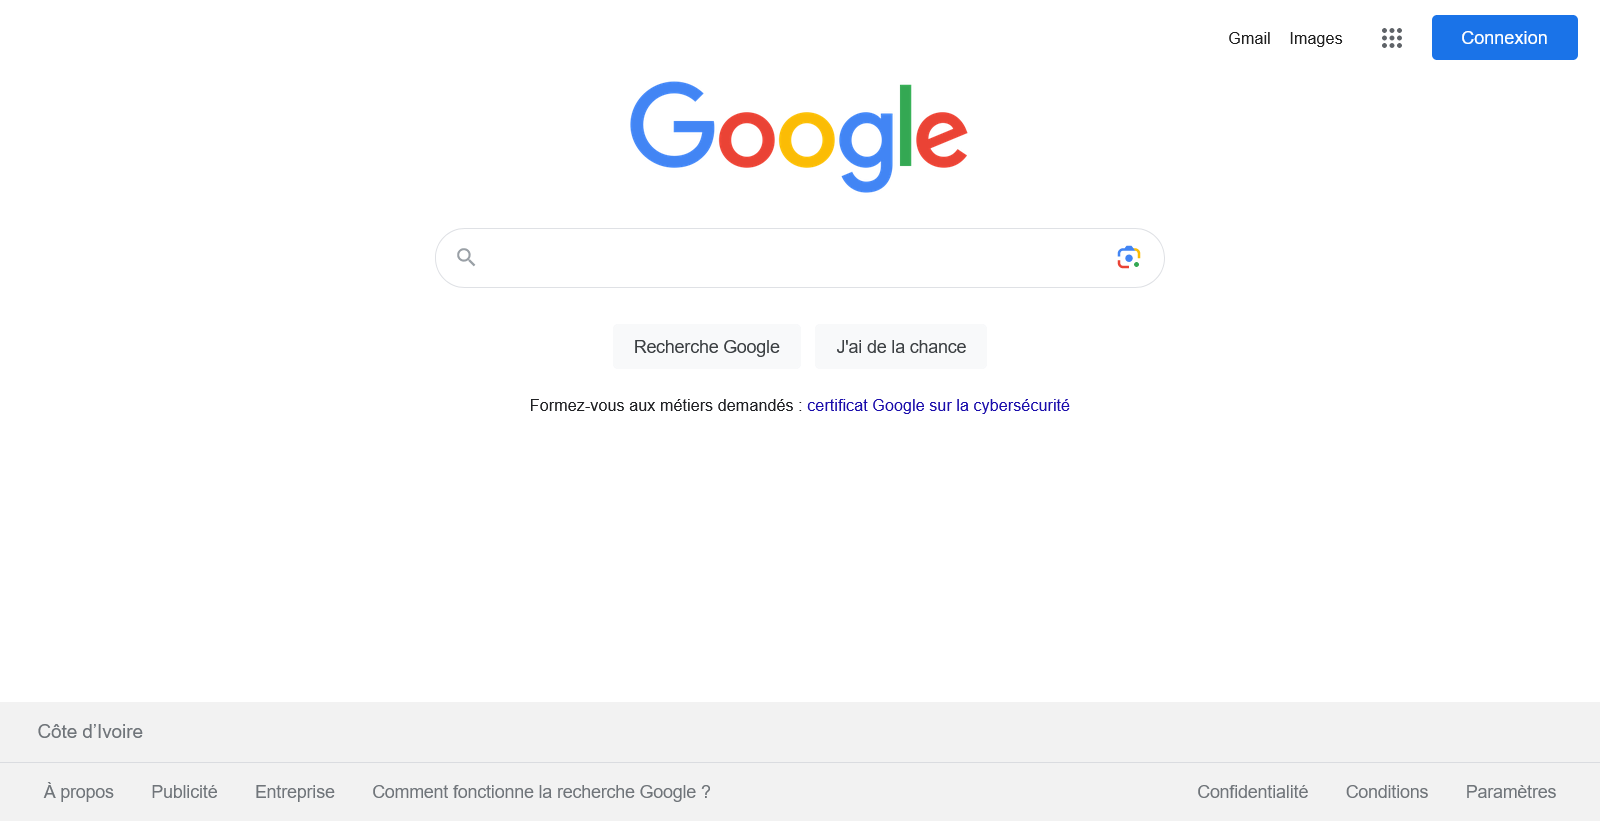 Gmail Images Connexion
Google
Recherche Google J'ai de la chance
Formez-vous aux métiers demandés : certificat Google sur la cybersécurité
Côte d’Ivoire
À propos Publicité Entreprise Comment fonctionne la recherche Google ? Confidentialité Conditions Paramètres